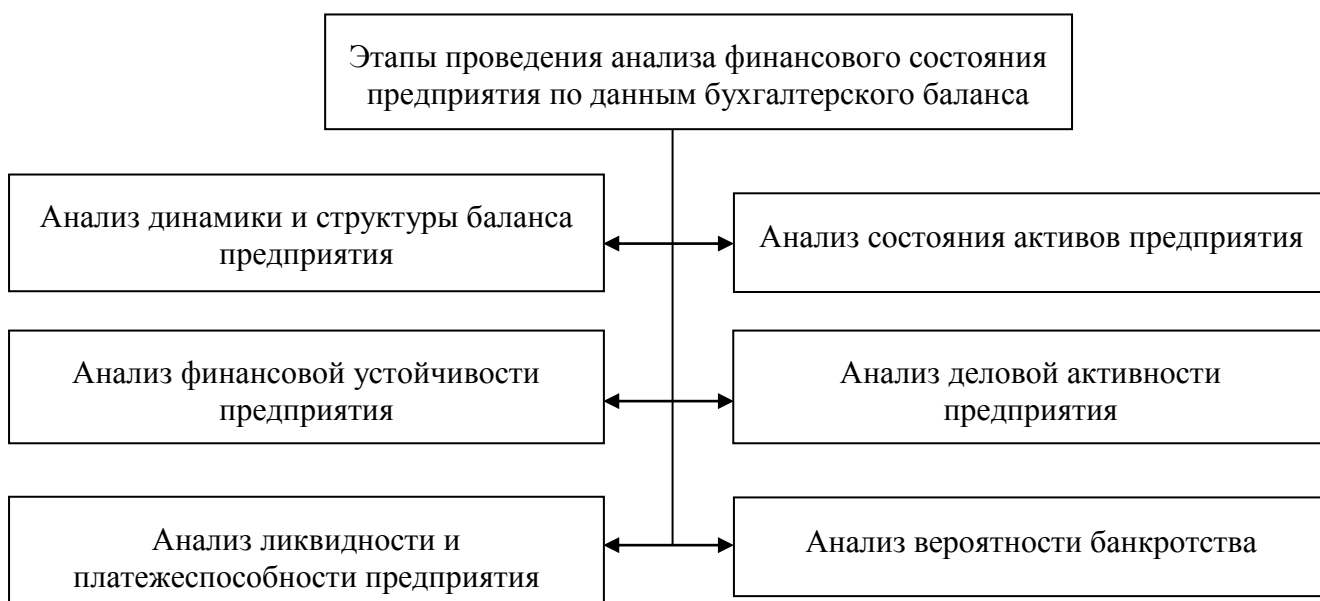 Этапы проведения анализа финансового состояния
предприятия по данным бухгалтерского баланса
Анализ динамики и структуры баланса
предприятия
Анализ состояния активов предприятия
Анализ финансовой устойчивости
предприятия
Анализ деловой активности
предприятия
Анализ ликвидности и
платежеспособности предприятия
Анализ вероятности банкротства